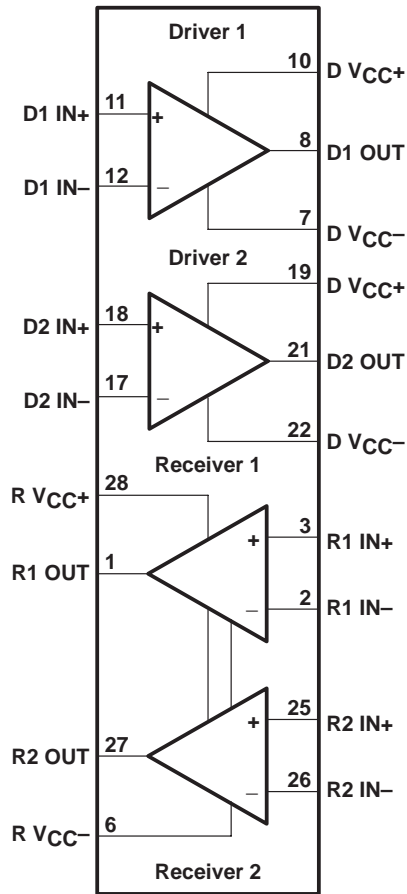 Driver 1
10 D VCC+
D1 IN+ 11
+
8 D1 OUT
D1 IN– 12
–
7 D VCC–
Driver 2
19 D VCC+
D2 IN+ 18
+
21 D2 OUT
D2 IN– 17
–
22 D VCC–
Receiver 1
R VCC+ 28
+ 3 R1 IN+
R1 OUT 1
– 2 R1 IN–
+ 25 R2 IN+
R2 OUT 27
– 26 R2 IN–
R VCC– 6
Receiver 2